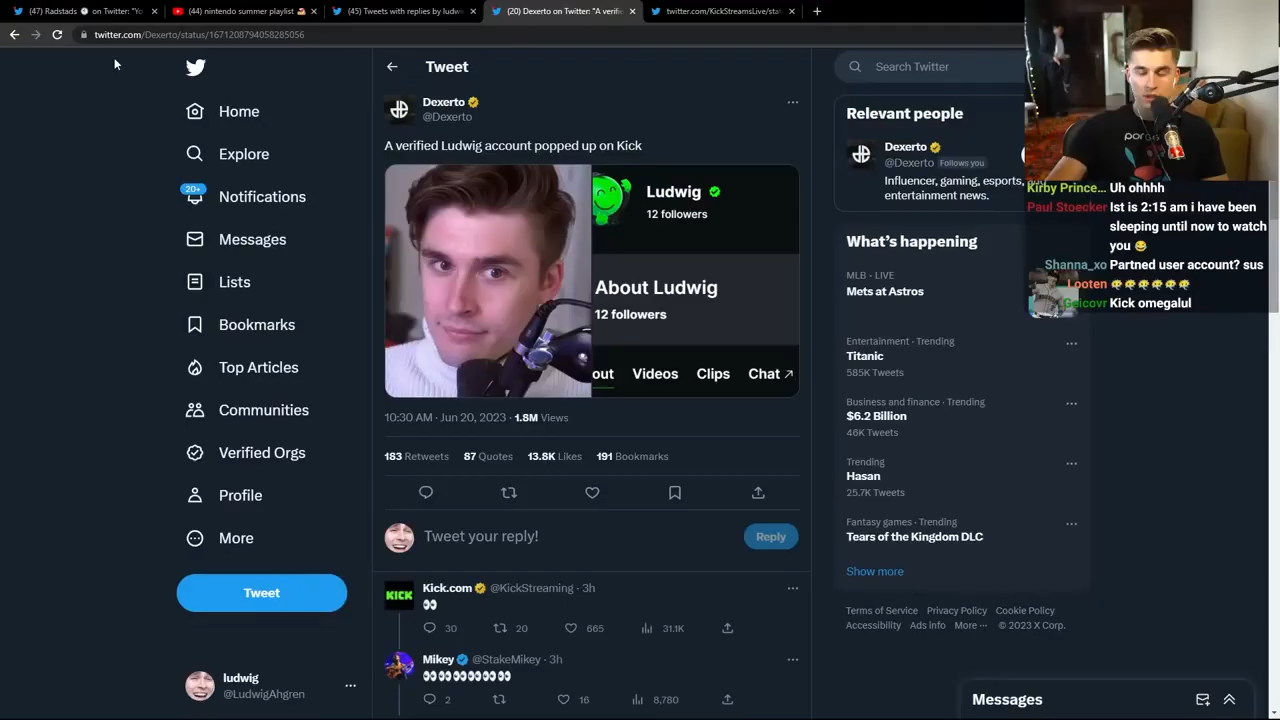 (47) Radstads
"Yo
(44) nintendo summer playlist
(45) Tweets with replies by ludw
(20) Dexerto on Twitter: "A verifi
twitter.com/KickStreamsLive/stat
twitter.com/Dexerto/status/1671208794058285056
Home
Explore
20+
Notifications
Messages
Lists
Bookmarks
Top Articles
Communities
Verified Orgs
Profile
More
Tweet
ludwig
@LudwigAhgren
Tweet
Dexerto
@Dexerto
A verified Ludwig account popped up on Kick
Ludwig
12 followers
About Ludwig
12 followers
out Videos Clips Chat
10:30 AM · Jun 20, 2023 · 1.8M Views
183 Retweets 87 Quotes 13.8K Likes 191 Bookmarks
Tweet your reply!
Reply
KICK
Kick.com @KickStreaming · 3h
👀
30 20 665 31.1K
Mikey @StakeMikey · 3h
👀👀👀👀👀👀👀👀
2 16 8,780
Search Twitter
Relevant people
Dexerto
@Dexerto Follows you
Influencer, gaming, esports,
entertainment news.
What's happening
MLB · LIVE
Mets at Astros
Entertainment · Trending
Titanic
585K Tweets
Business and finance · Trending
$6.2 Billion
46K Tweets
Trending
Hasan
25.7K Tweets
Fantasy games · Trending
Tears of the Kingdom DLC
Show more
Terms of Service Privacy Policy Cookie Policy
Accessibility Ads info More ··· © 2023 X Corp.
Messages
Kirby Prince... Uh ohhhh
Paul Stoecker Ist is 2:15 am i have been
sleeping until now to watch
you 😂
Shanna_xo Partned user account? sus
Looten
Geicovr Kick omegalul